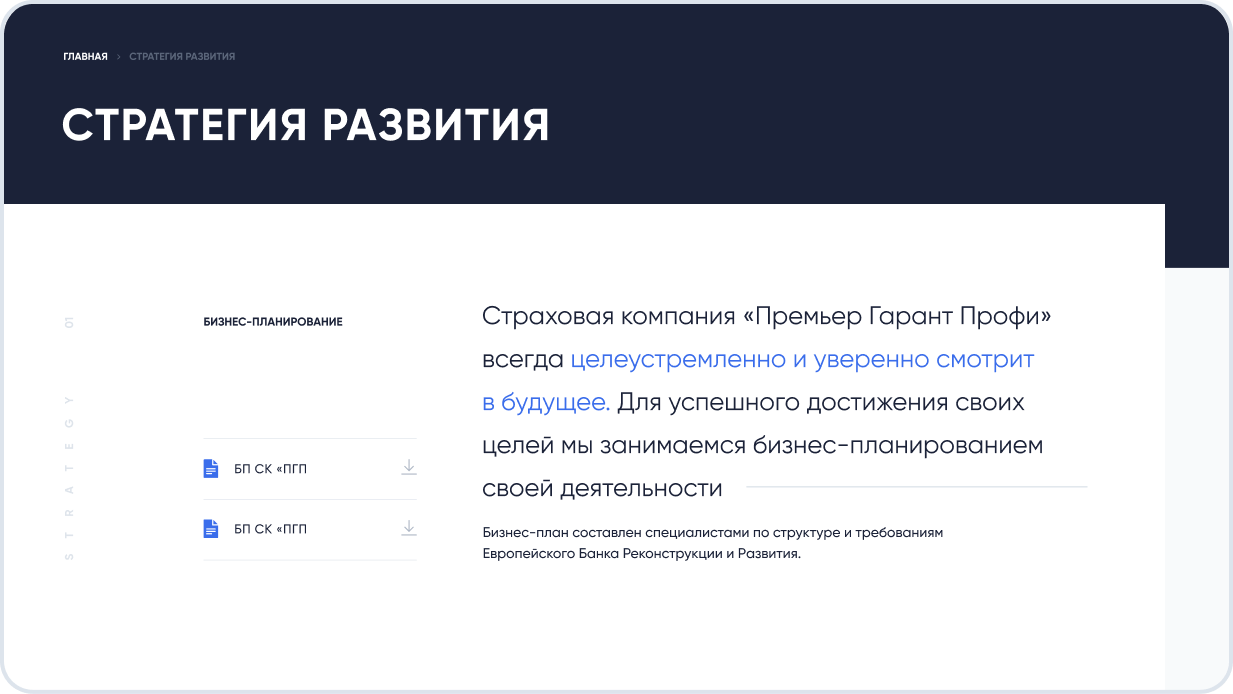 ГЛАВНАЯ › СТРАТЕГИЯ РАЗВИТИЯ
СТРАТЕГИЯ РАЗВИТИЯ
STRATEGY 01
БИЗНЕС-ПЛАНИРОВАНИЕ
БП СК «ПГП
БП СК «ПГП
Страховая компания «Премьер Гарант Профи»
всегда целеустремленно и уверенно смотрит
в будущее. Для успешного достижения своих
целей мы занимаемся бизнес-планированием
своей деятельности
Бизнес-план составлен специалистами по структуре и требованиям
Европейского Банка Реконструкции и Развития.